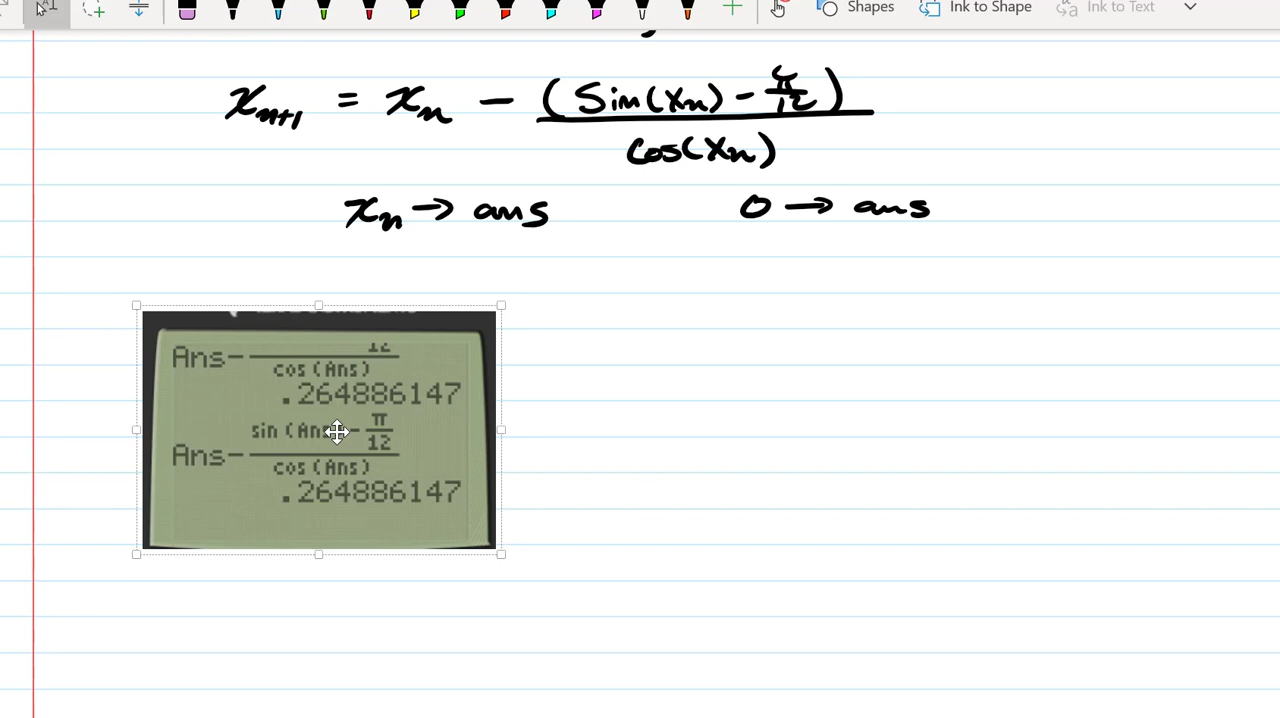 Shapes Ink to Shape Ink to Text
x_{n+1} = x_n - (Sin(x_n) - π/12) / cos(x_n)
x_n → ans 0 → ans
Ans- 12
cos(Ans)
.264886147
sin(Ans - π/12
Ans-
cos(Ans)
.264886147